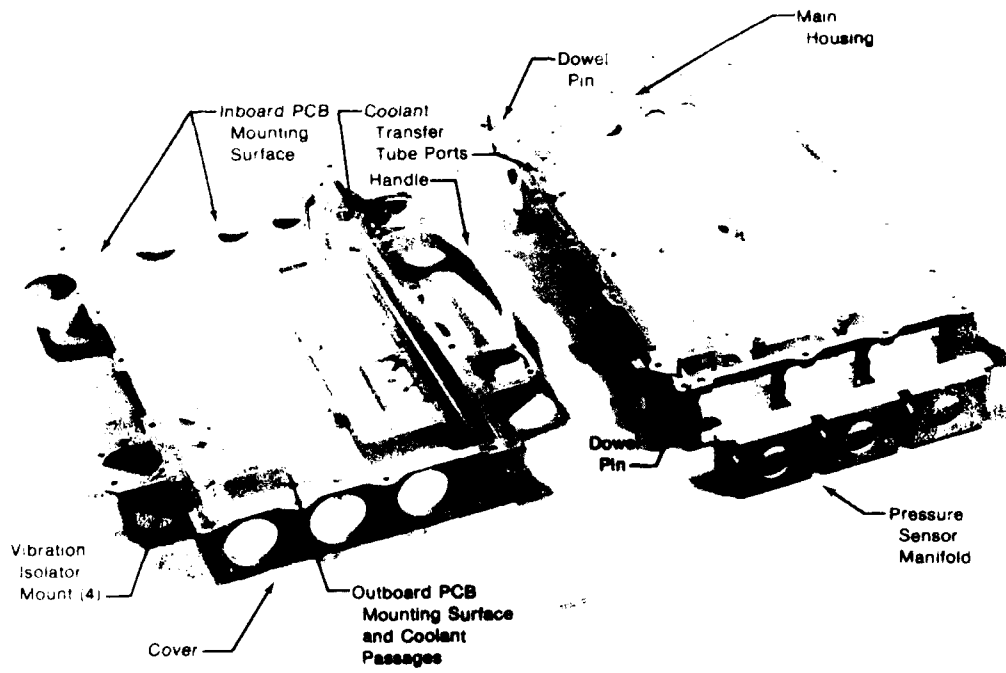 Main
Housing
Dowel
Pin
Inboard PCB
Mounting
Surface
Coolant
Transfer
Tube Ports
Handle
Dowel
Pin
Pressure
Sensor
Manifold
Vibration
Isolator
Mount (4)
Outboard PCB
Mounting Surface
and Coolant
Passages
Cover